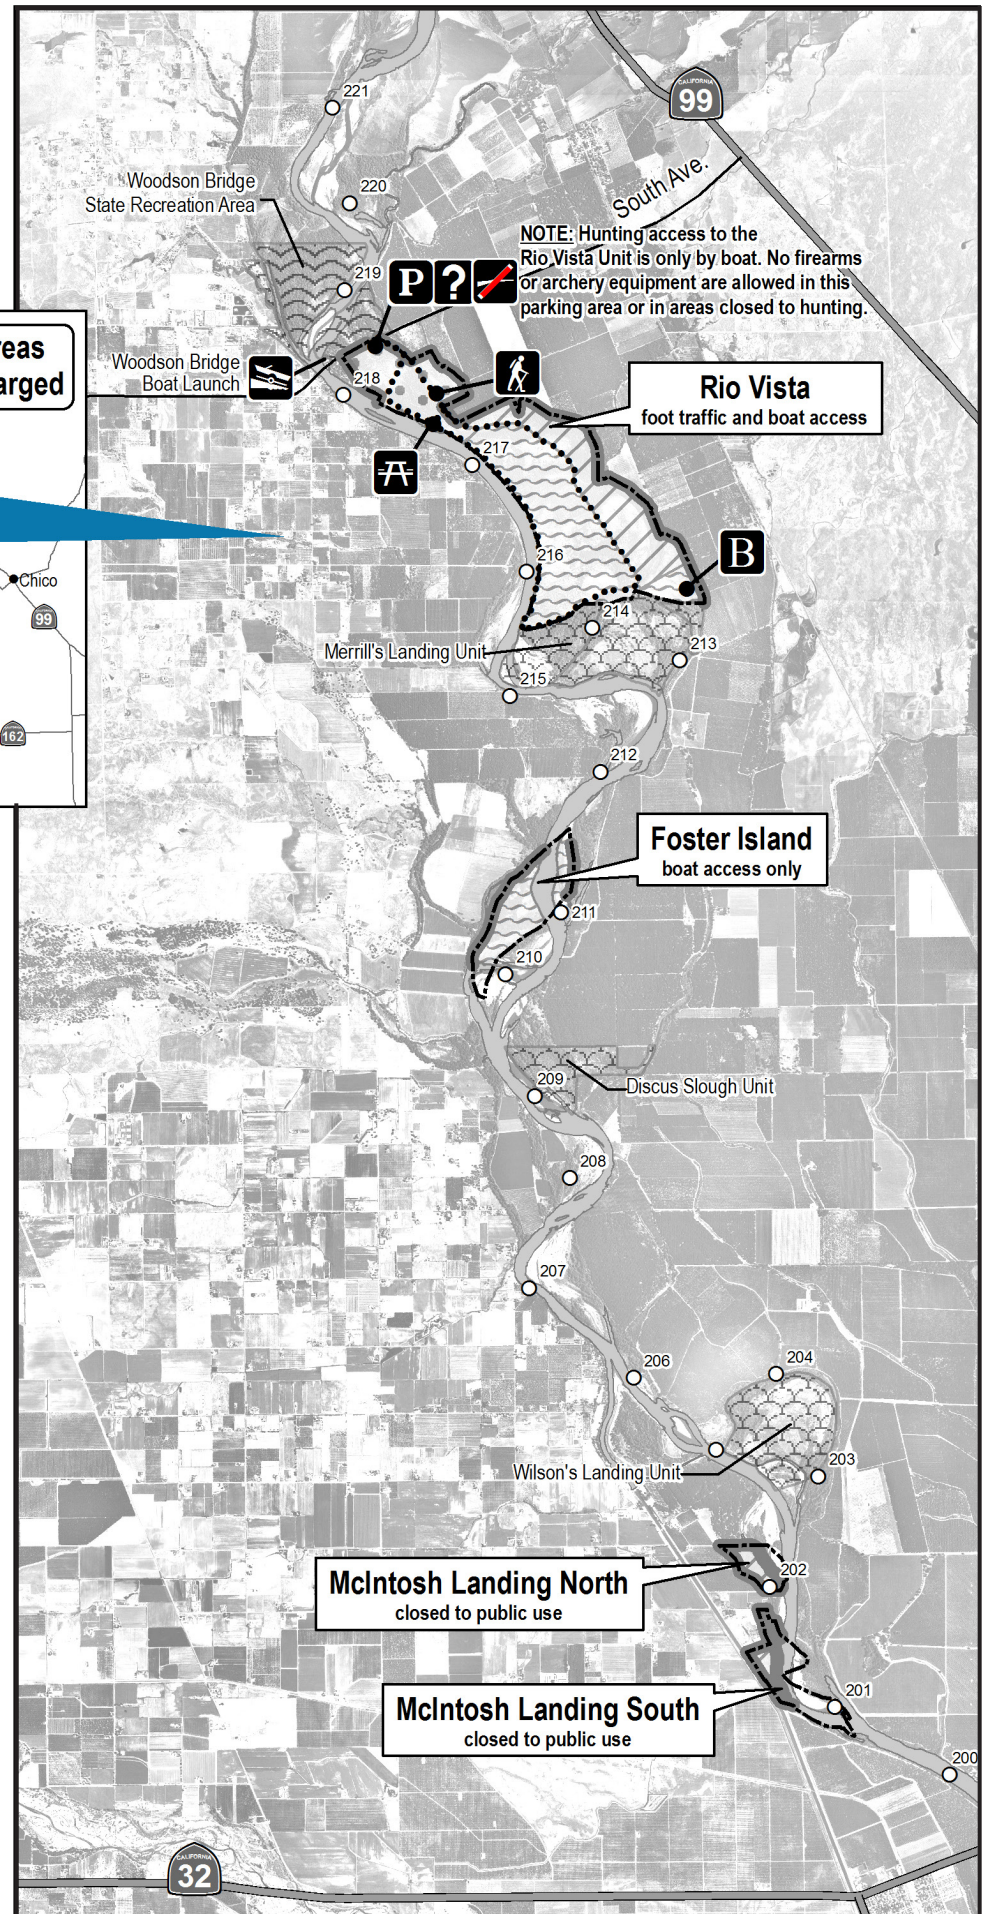 221
CALIFORNIA
99
220
South Ave.
Woodson Bridge
State Recreation Area
NOTE: Hunting access to the
Rio Vista Unit is only by boat. No firearms
or archery equipment are allowed in this
parking area or in areas closed to hunting.
219
P
?
Woodson Bridge
Boat Launch
218
Rio Vista
foot traffic and boat access
217
216
B
Chico
99
214
Merrill's Landing Unit
213
215
162
212
Foster Island
boat access only
211
210
209
Discus Slough Unit
208
207
206
204
Wilson's Landing Unit
203
McIntosh Landing North
closed to public use
202
McIntosh Landing South
closed to public use
201
200
CALIFORNIA
32